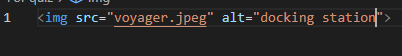 1 <img src="voyager.jpeg" alt="docking station">